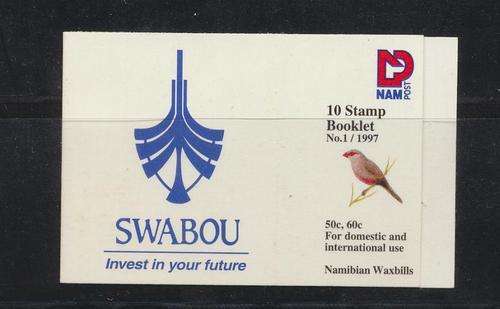 SWABOU
Invest in your future
NAM
POST
10 Stamp
Booklet
No.1 / 1997
50c, 60c
For domestic and
international use
Namibian Waxbills